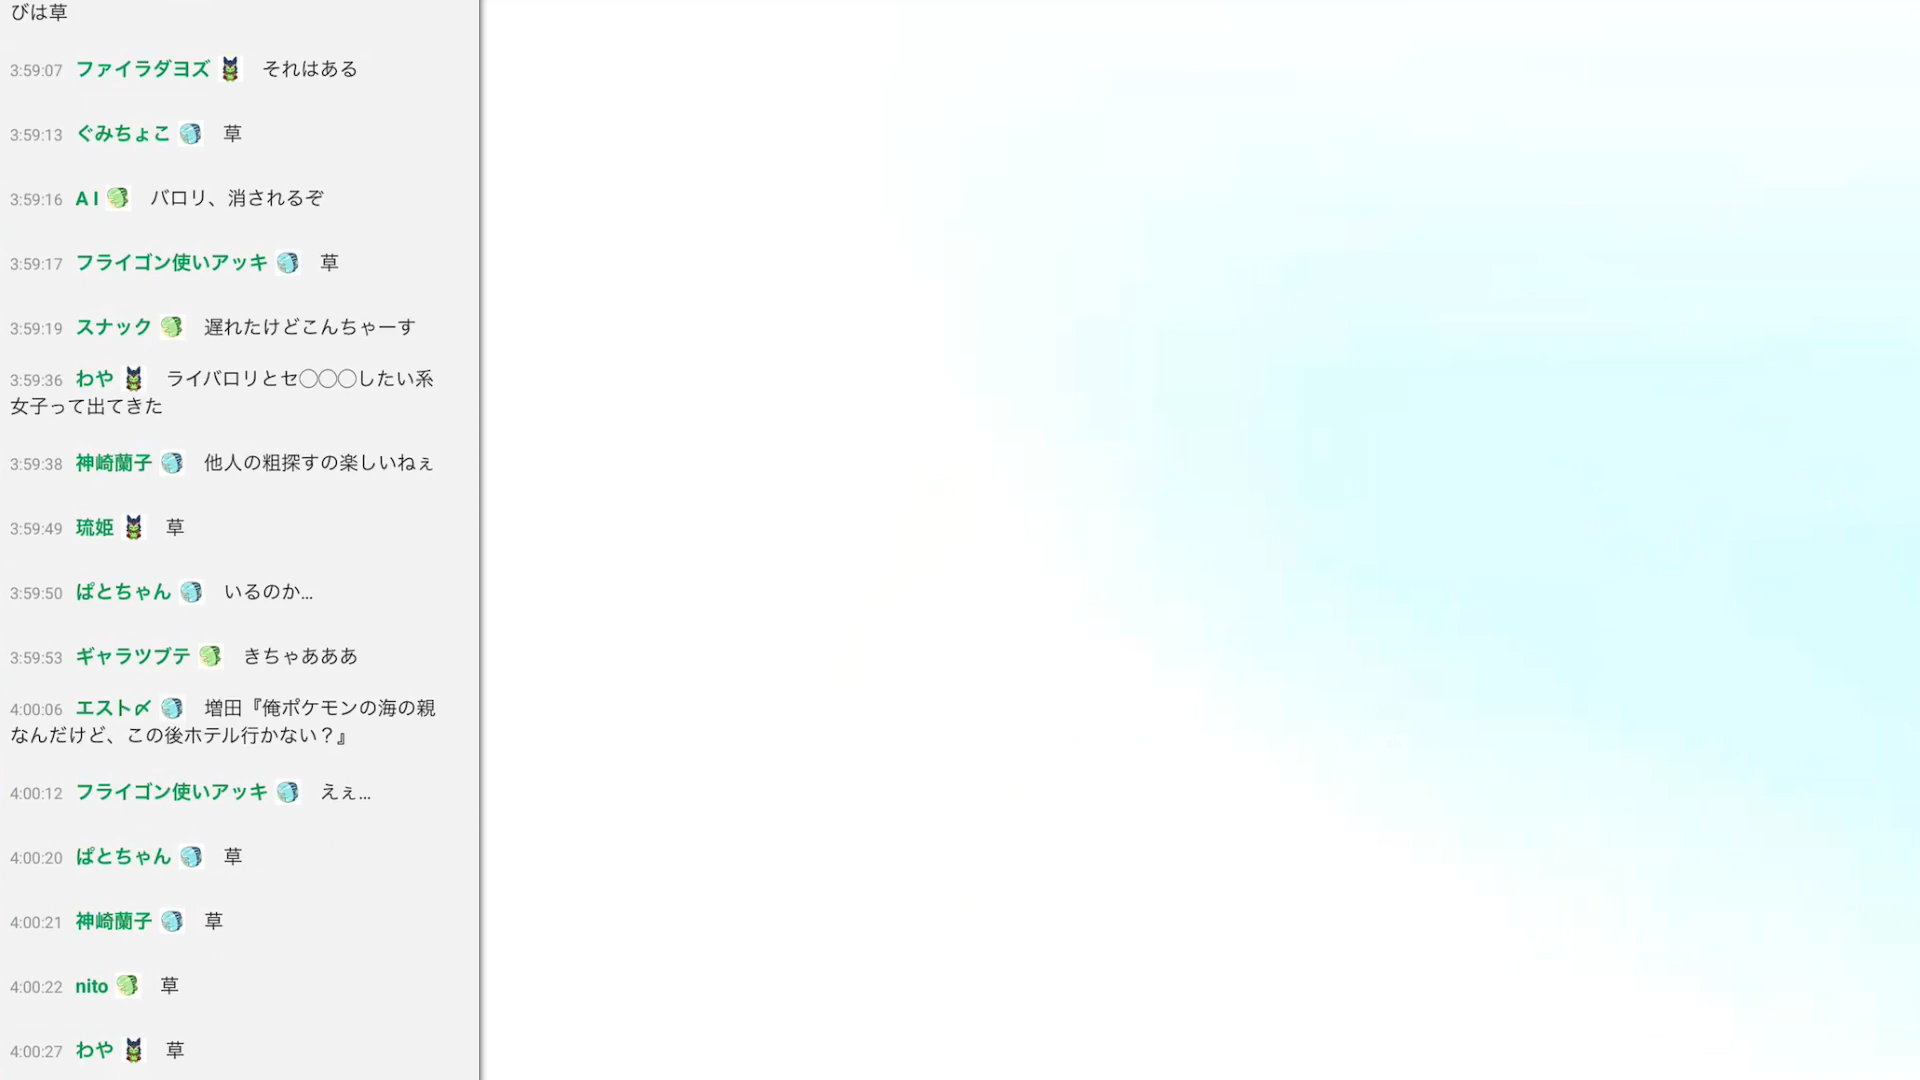 びは草
3:59:07 ファイラダヨズ それはある
3:59:13 ぐみちょこ 草
3:59:16 A I バロリ、消されるぞ
3:59:17 フライゴン使いアッキ 草
3:59:19 スナック 遅れたけどこんちゃーす
3:59:36 わや ライバロリとセ◯◯◯したい系
女子って出てきた
3:59:38 神崎蘭子 他人の粗探すの楽しいねぇ
3:59:49 琉姫 草
3:59:50 ぱとちゃん いるのか...
3:59:53 ギャラツブテ きちゃあああ
4:00:06 エスト〆 増田『俺ポケモンの海の親
なんだけど、この後ホテル行かない？』
4:00:12 フライゴン使いアッキ えぇ...
4:00:20 ぱとちゃん 草
4:00:21 神崎蘭子 草
4:00:22 nito 草
4:00:27 わや 草